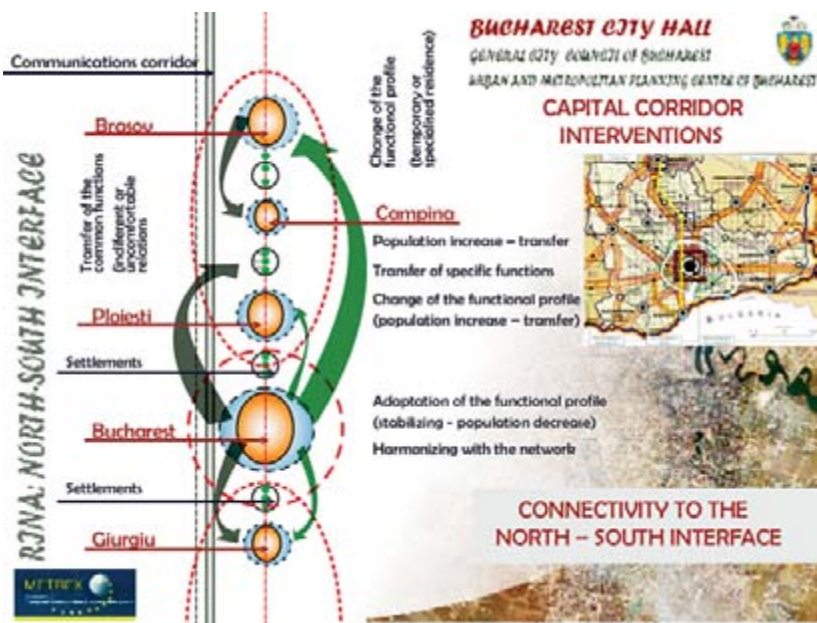 BUCHAREST CITY HALL
GENERAL CITY COUNCIL OF BUCHAREST
URBAN AND METROPOLITAN PLANNING CENTRE OF BUCHAREST
CAPITAL CORRIDOR
INTERVENTIONS
RINA: NORTH-SOUTH INTERFACE
Communications corridor
Brasov
Change of the
functional profile
(temporary or
specialised residence)
Transfer of the
common functions
(indiferent or
uncomfortable
relations
Campina
Population increase – transfer
Transfer of specific functions
Change of the functional profile
(population increase – transfer)
Ploiesti
Settlements
Adaptation of the functional profile
(stabilizing - population decrease)
Harmonizing with the network
Bucharest
Settlements
Giurgiu
CONNECTIVITY TO THE
NORTH – SOUTH INTERFACE
BULGARIA
METREX